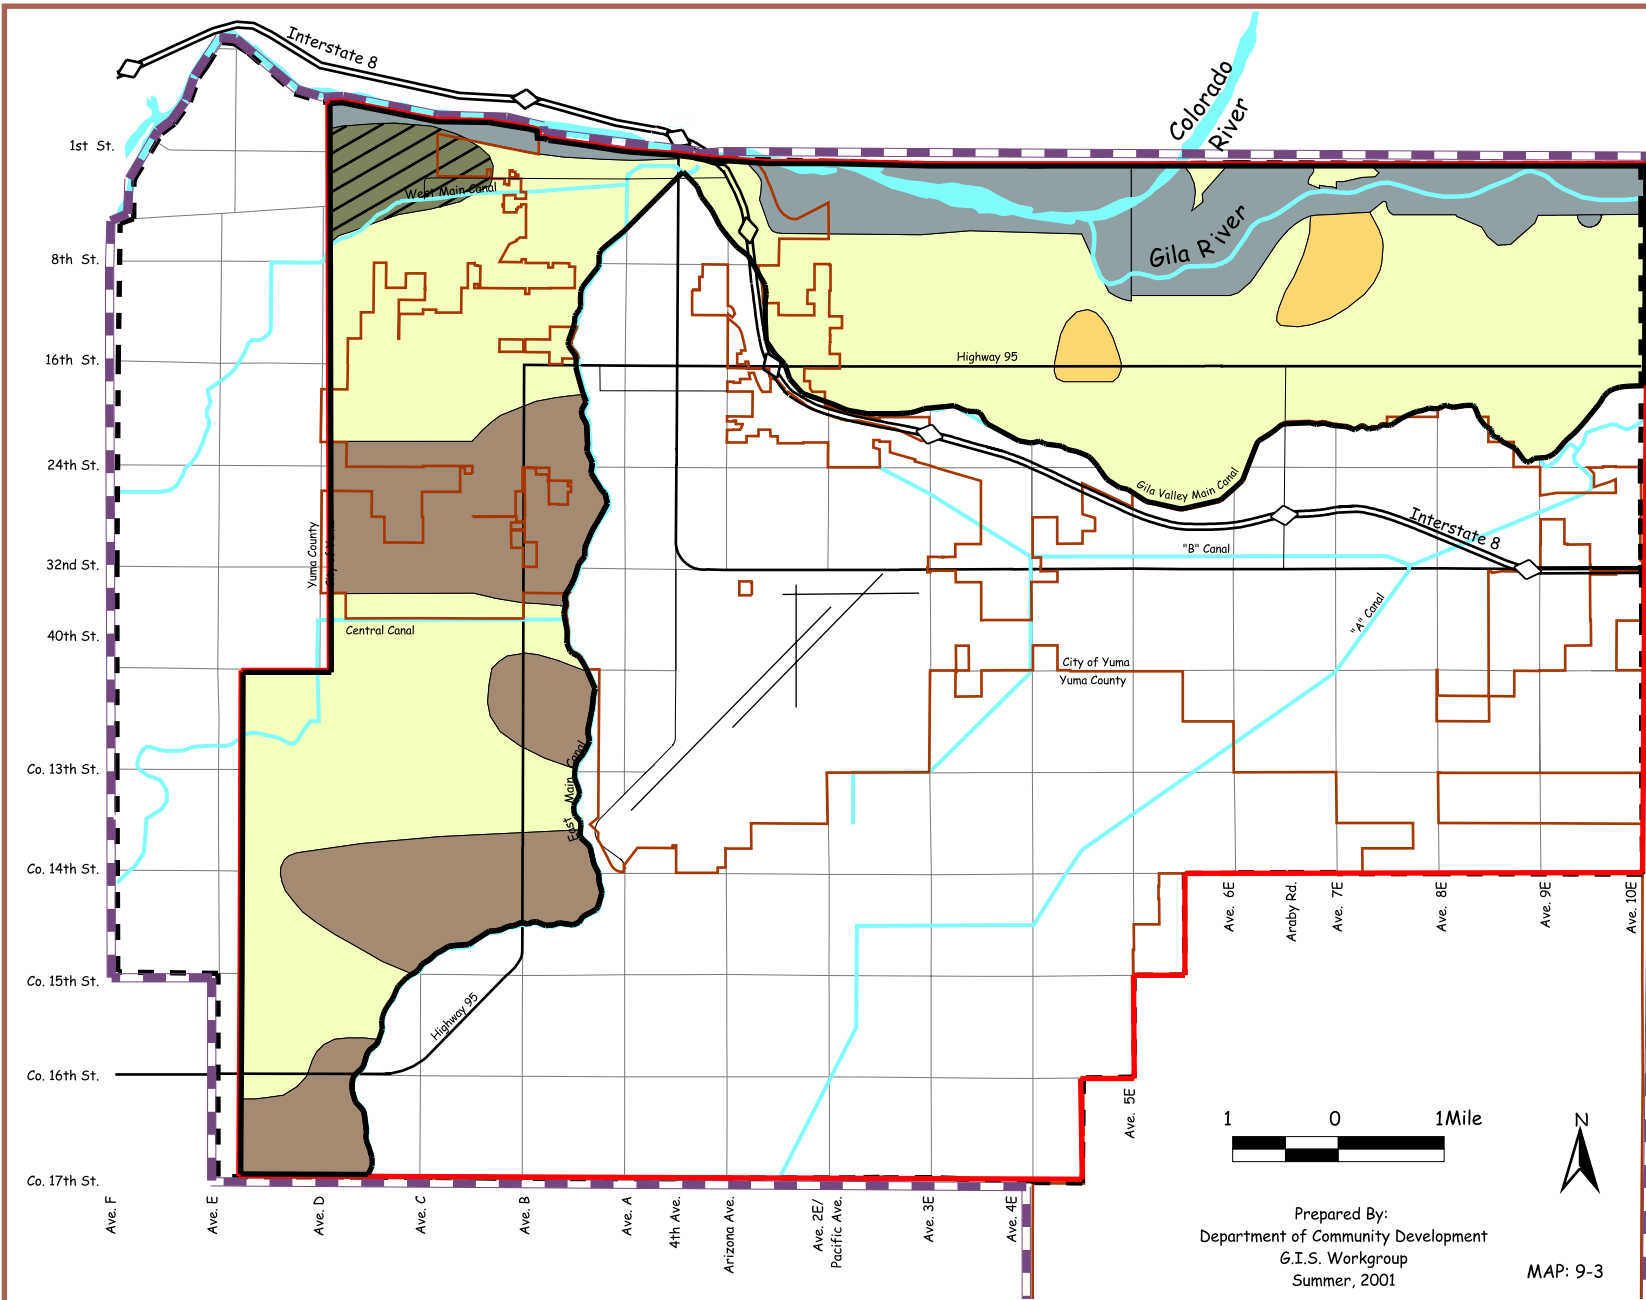 Interstate 8
Colorado
River
1st St.
West Main Canal
Gila River
8th St.
16th St.
Highway 95
24th St.
Gila Valley Main Canal
Interstate 8
Yuma County
City of Yuma
"B" Canal
32nd St.
"A" Canal
Central Canal
40th St.
City of Yuma
Yuma County
East Main Canal
Co. 13th St.
Co. 14th St.
Ave. 6E
Araby Rd.
Ave. 7E
Ave. 8E
Ave. 9E
Ave. 10E
Co. 15th St.
Highway 95
Co. 16th St.
Ave. 5E
1 0 1Mile
N
Co. 17th St.
Ave. F
Ave. E
Ave. D
Ave. C
Ave. B
Ave. A
4th Ave.
Arizona Ave.
Ave. 2E/
Pacific Ave.
Ave. 3E
Ave. 4E
Prepared By:
Department of Community Development
G.I.S. Workgroup
Summer, 2001
MAP: 9-3